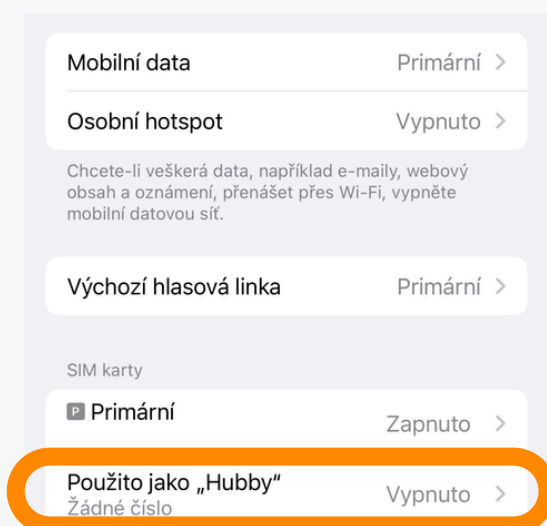 Mobilní data Primární
Osobní hotspot Vypnuto
Chcete-li veškerá data, například e-maily, webový
obsah a oznámení, přenášet přes Wi-Fi, vypněte
mobilní datovou síť.
Výchozí hlasová linka Primární
SIM karty
P Primární Zapnuto
Použito jako „Hubby“ Vypnuto
Žádné číslo